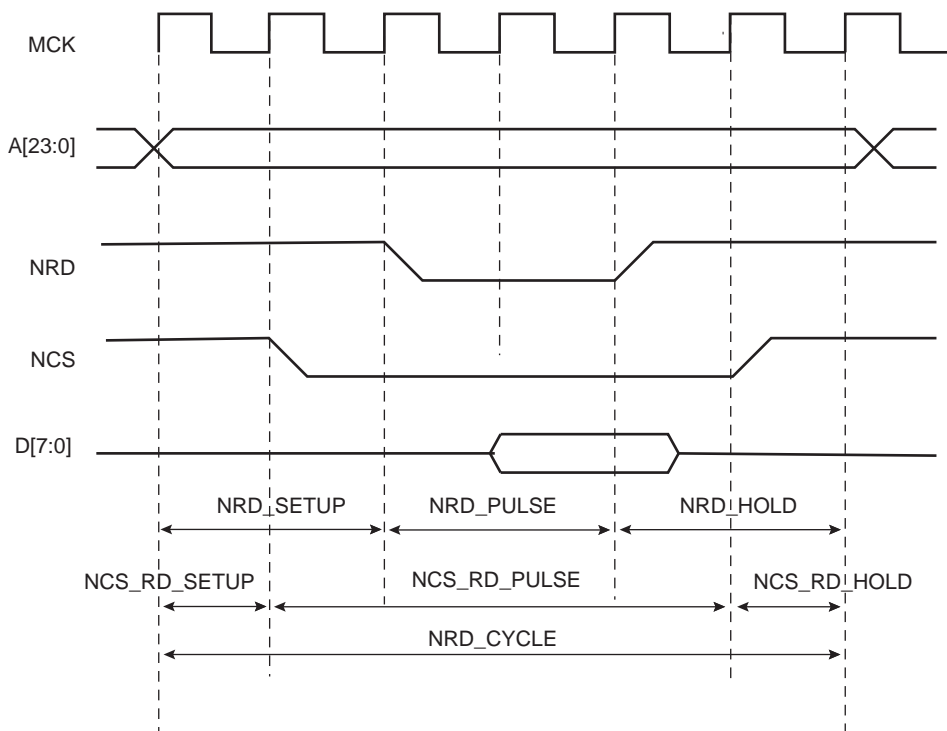 MCK
A[23:0]
NRD
NCS
D[7:0]
NRD_SETUP NRD_PULSE NRD_HOLD
NCS_RD_SETUP NCS_RD_PULSE NCS_RD_HOLD
NRD_CYCLE